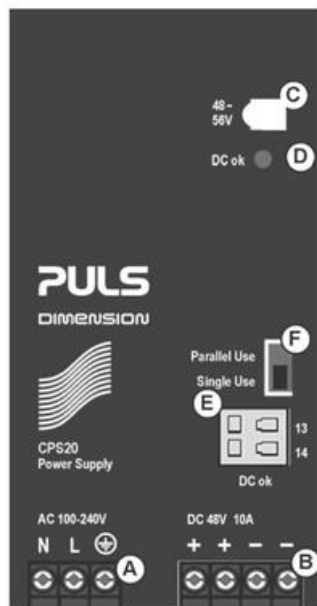 48-
56V
C
DC ok
D
PULS
DIMENSION
F
Parallel Use
Single Use
E
13
14
DC ok
CPS20
Power Supply
AC 100-240V
N L
A
DC 48V 10A
+ + − −
B